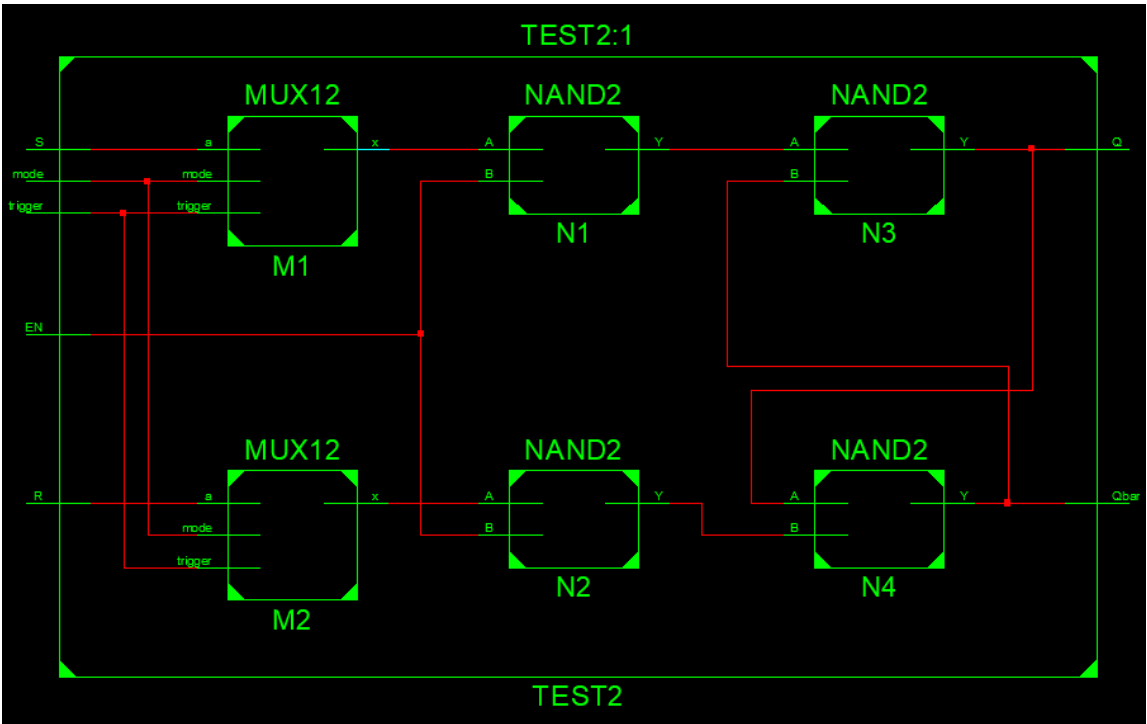 TEST2:1
MUX12 NAND2 NAND2
S a x A Y A Y Q
mode mode B B
trigger trigger
N1 N3
M1
EN
MUX12 NAND2 NAND2
R a x A Y A Y Qbar
mode B B
trigger
N2 N4
M2
TEST2